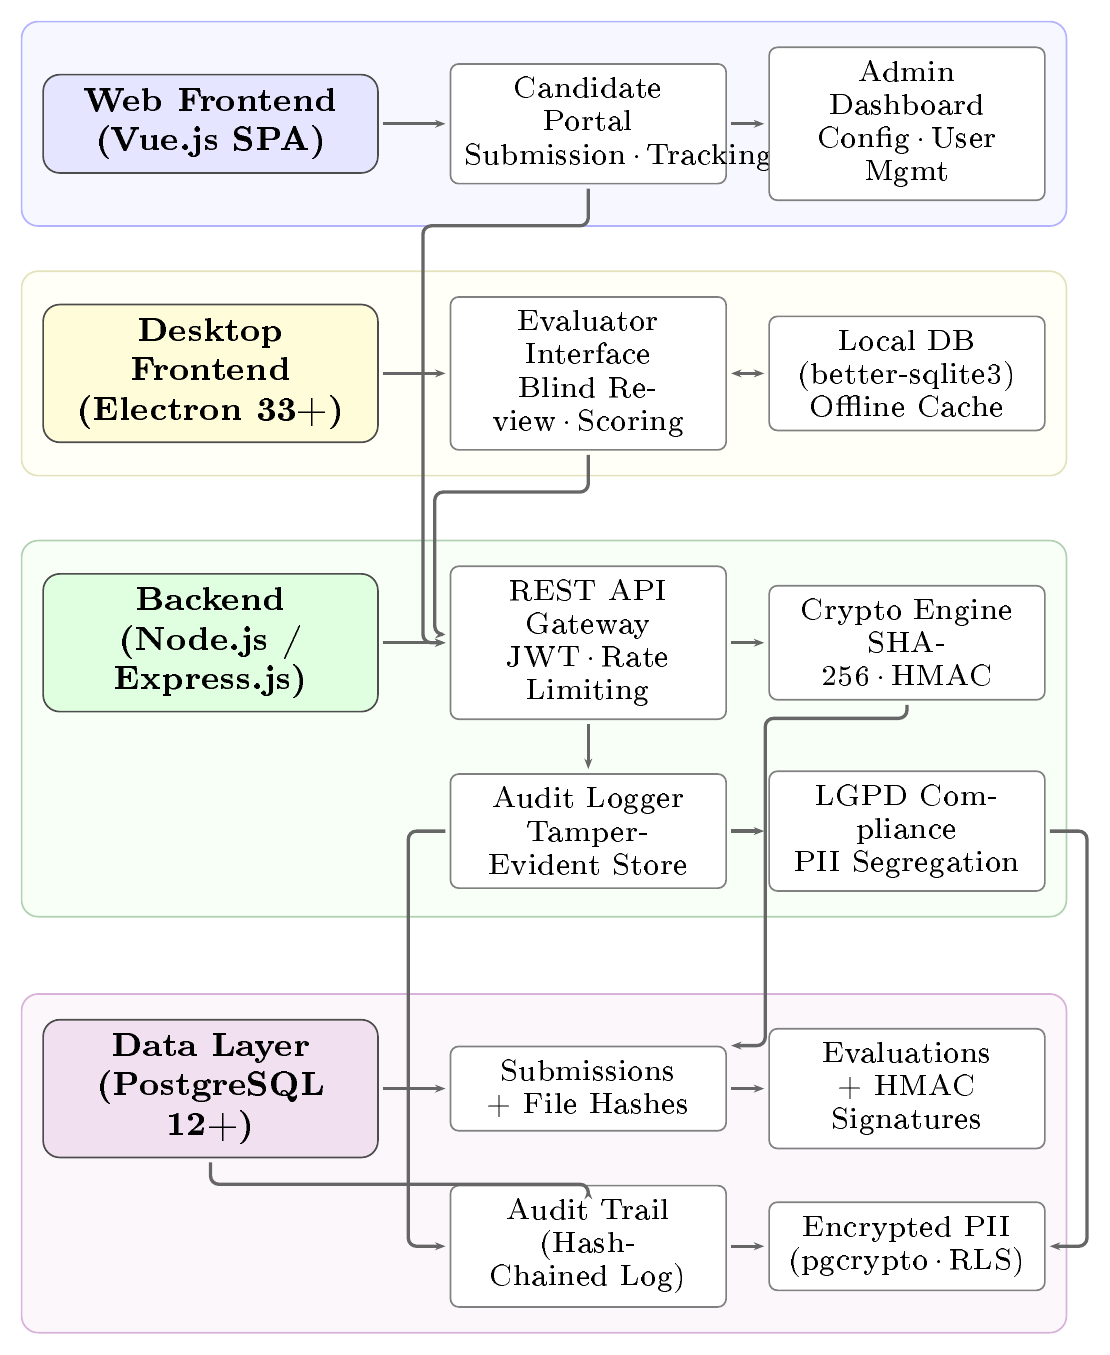 Web Frontend
(Vue.js SPA)
Candidate
Portal
Submission · Tracking
Admin
Dashboard
Config · User
Mgmt
Desktop
Frontend
(Electron 33+)
Evaluator
Interface
Blind Re-
view · Scoring
Local DB
(better-sqlite3)
Offline Cache
Backend
(Node.js /
Express.js)
REST API
Gateway
JWT · Rate
Limiting
Crypto Engine
SHA-
256 · HMAC
Audit Logger
Tamper-
Evident Store
LGPD Com-
pliance
PII Segregation
Data Layer
(PostgreSQL
12+)
Submissions
+ File Hashes
Evaluations
+ HMAC
Signatures
Audit Trail
(Hash-
Chained Log)
Encrypted PII
(pgcrypto · RLS)